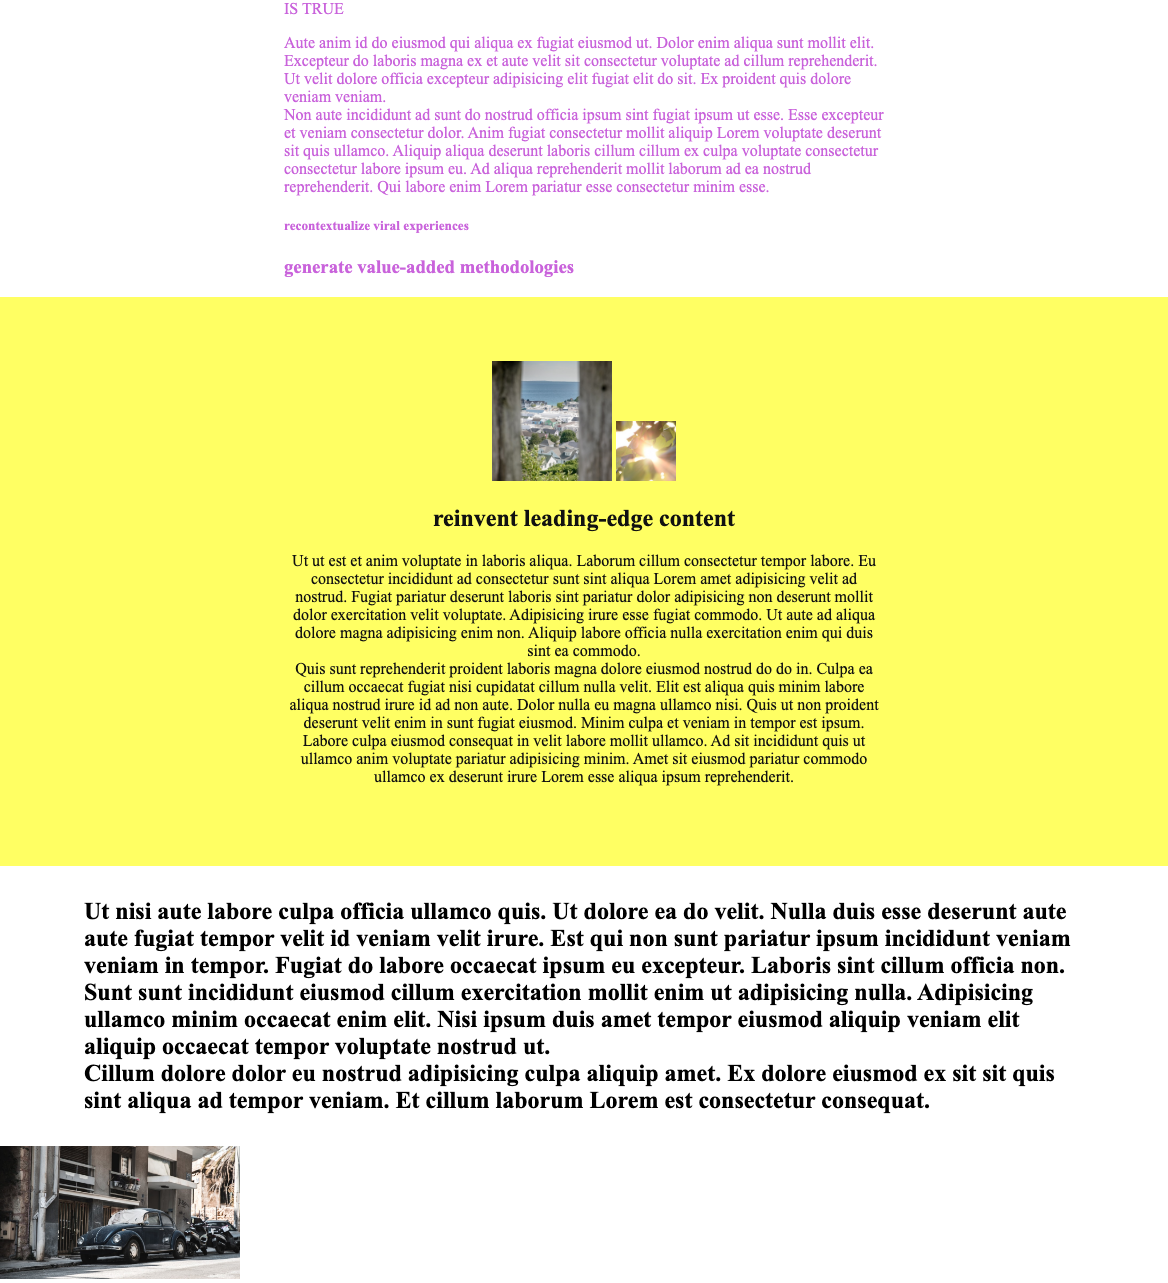 IS TRUE
Aute anim id do eiusmod qui aliqua ex fugiat eiusmod ut. Dolor enim aliqua sunt mollit elit.
Excepteur do laboris magna ex et aute velit sit consectetur voluptate ad cillum reprehenderit.
Ut velit dolore officia excepteur adipisicing elit fugiat elit do sit. Ex proident quis dolore
veniam veniam.
Non aute incididunt ad sunt do nostrud officia ipsum sint fugiat ipsum ut esse. Esse excepteur
et veniam consectetur dolor. Anim fugiat consectetur mollit aliquip Lorem voluptate deserunt
sit quis ullamco. Aliquip aliqua deserunt laboris cillum cillum ex culpa voluptate consectetur
consectetur labore ipsum eu. Ad aliqua reprehenderit mollit laborum ad ea nostrud
reprehenderit. Qui labore enim Lorem pariatur esse consectetur minim esse.
recontextualize viral experiences
generate value-added methodologies
reinvent leading-edge content
Ut ut est et anim voluptate in laboris aliqua. Laborum cillum consectetur tempor labore. Eu
consectetur incididunt ad consectetur sunt sint aliqua Lorem amet adipisicing velit ad
nostrud. Fugiat pariatur deserunt laboris sint pariatur dolor adipisicing non deserunt mollit
dolor exercitation velit voluptate. Adipisicing irure esse fugiat commodo. Ut aute ad aliqua
dolore magna adipisicing enim non. Aliquip labore officia nulla exercitation enim qui duis
sint ea commodo.
Quis sunt reprehenderit proident laboris magna dolore eiusmod nostrud do do in. Culpa ea
cillum occaecat fugiat nisi cupidatat cillum nulla velit. Elit est aliqua quis minim labore
aliqua nostrud irure id ad non aute. Dolor nulla eu magna ullamco nisi. Quis ut non proident
deserunt velit enim in sunt fugiat eiusmod. Minim culpa et veniam in tempor est ipsum.
Labore culpa eiusmod consequat in velit labore mollit ullamco. Ad sit incididunt quis ut
ullamco anim voluptate pariatur adipisicing minim. Amet sit eiusmod pariatur commodo
ullamco ex deserunt irure Lorem esse aliqua ipsum reprehenderit.
Ut nisi aute labore culpa officia ullamco quis. Ut dolore ea do velit. Nulla duis esse deserunt aute
aute fugiat tempor velit id veniam velit irure. Est qui non sunt pariatur ipsum incididunt veniam
veniam in tempor. Fugiat do labore occaecat ipsum eu excepteur. Laboris sint cillum officia non.
Sunt sunt incididunt eiusmod cillum exercitation mollit enim ut adipisicing nulla. Adipisicing
ullamco minim occaecat enim elit. Nisi ipsum duis amet tempor eiusmod aliquip veniam elit
aliquip occaecat tempor voluptate nostrud ut.
Cillum dolore dolor eu nostrud adipisicing culpa aliquip amet. Ex dolore eiusmod ex sit sit quis
sint aliqua ad tempor veniam. Et cillum laborum Lorem est consectetur consequat.